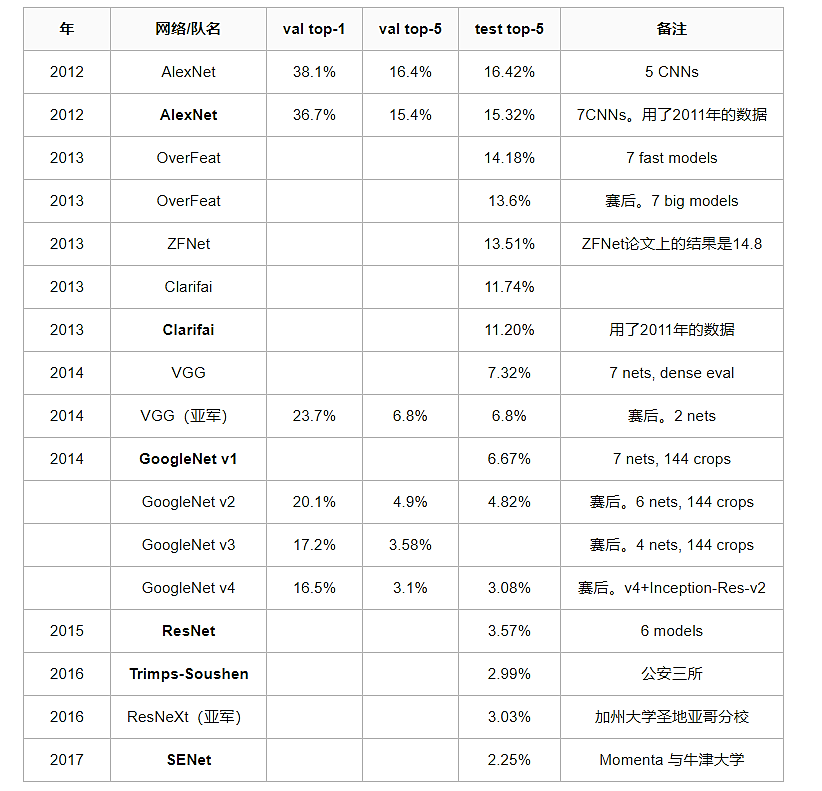 年 网络/队名 val top-1 val top-5 test top-5 备注
2012 AlexNet 38.1% 16.4% 16.42% 5 CNNs
2012 AlexNet 36.7% 15.4% 15.32% 7CNNs。用了2011年的数据
2013 OverFeat 14.18% 7 fast models
2013 OverFeat 13.6% 赛后。7 big models
2013 ZFNet 13.51% ZFNet论文上的结果是14.8
2013 Clarifai 11.74%
2013 Clarifai 11.20% 用了2011年的数据
2014 VGG 7.32% 7 nets, dense eval
2014 VGG（亚军） 23.7% 6.8% 6.8% 赛后。2 nets
2014 GoogleNet v1 6.67% 7 nets, 144 crops
GoogleNet v2 20.1% 4.9% 4.82% 赛后。6 nets, 144 crops
GoogleNet v3 17.2% 3.58% 赛后。4 nets, 144 crops
GoogleNet v4 16.5% 3.1% 3.08% 赛后。v4+Inception-Res-v2
2015 ResNet 3.57% 6 models
2016 Trimps-Soushen 2.99% 公安三所
2016 ResNeXt（亚军） 3.03% 加州大学圣地亚哥分校
2017 SENet 2.25% Momenta 与牛津大学